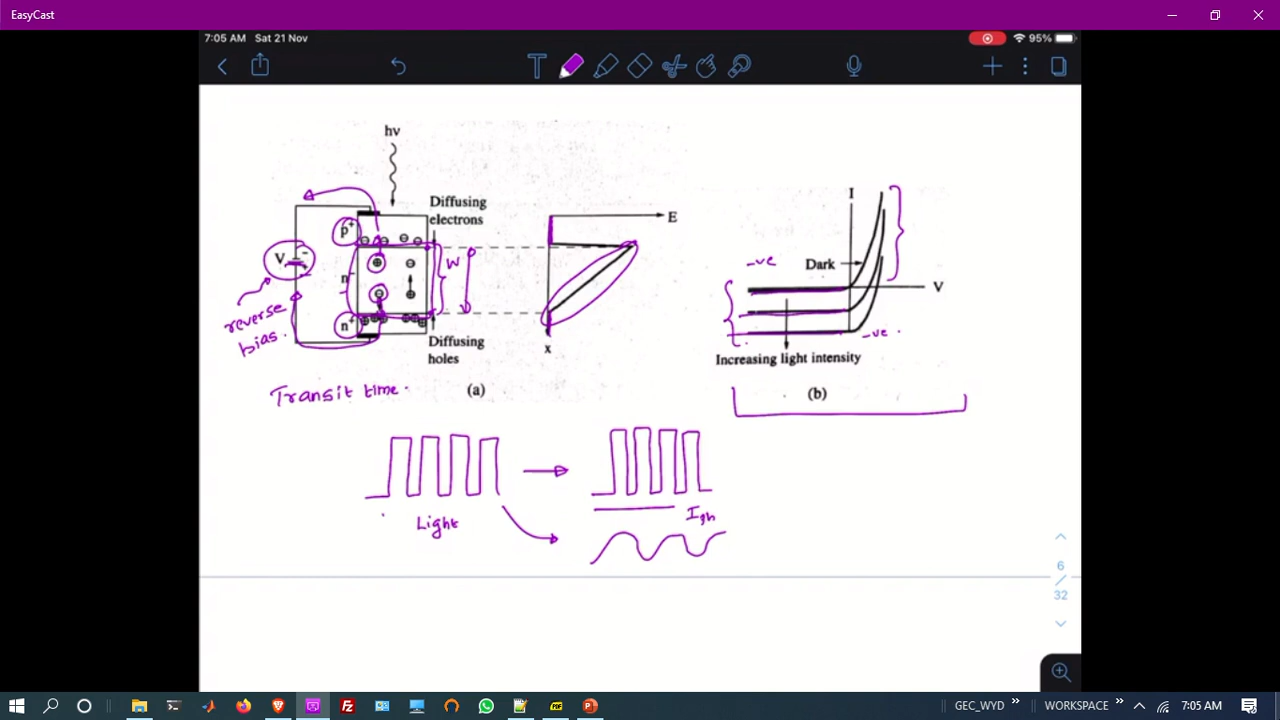 EasyCast
7:05 AM Sat 21 Nov
95%
hν
Diffusing
electrons
p+
V
-
n-
W
n+
reverse
bias.
Diffusing
holes
E
x
(a)
Transit time.
I
-ve
Dark
V
-ve.
Increasing light intensity
(b)
Light
Iph
6
/
32
GEC_WYD
WORKSPACE
7:05 AM